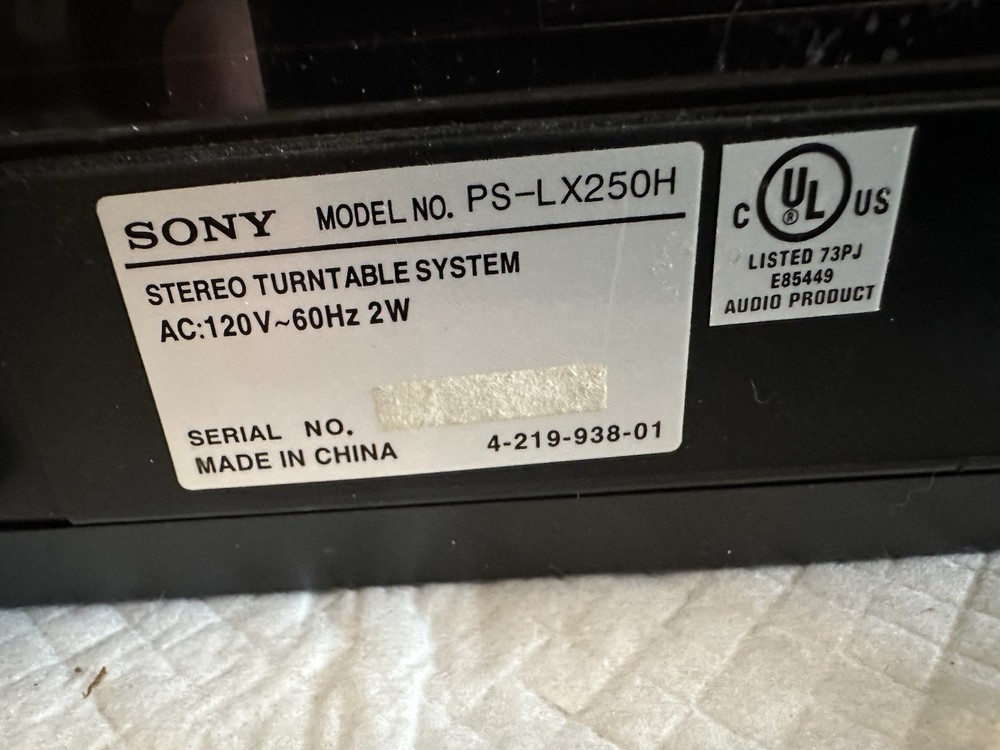 SONY MODEL NO. PS-LX250H
STEREO TURNTABLE SYSTEM
AC:120V~60Hz 2W
SERIAL NO.
MADE IN CHINA 4-219-938-01
C UL ® US
LISTED 73PJ
E85449
AUDIO PRODUCT